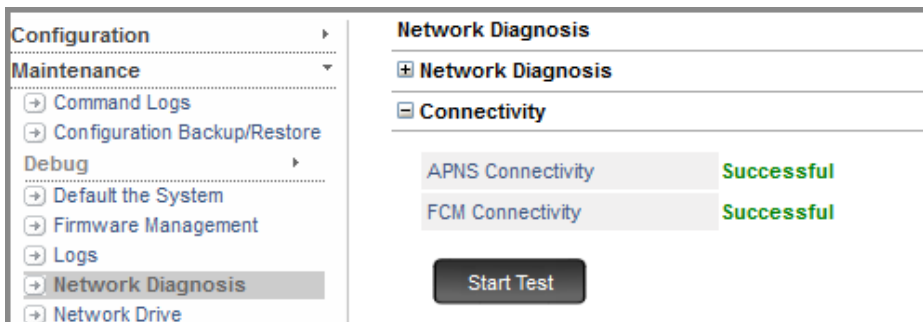 Configuration
Maintenance
Command Logs
Configuration Backup/Restore
Debug
Default the System
Firmware Management
Logs
Network Diagnosis
Network Drive
Network Diagnosis
Network Diagnosis
Connectivity
APNS Connectivity Successful
FCM Connectivity Successful
Start Test